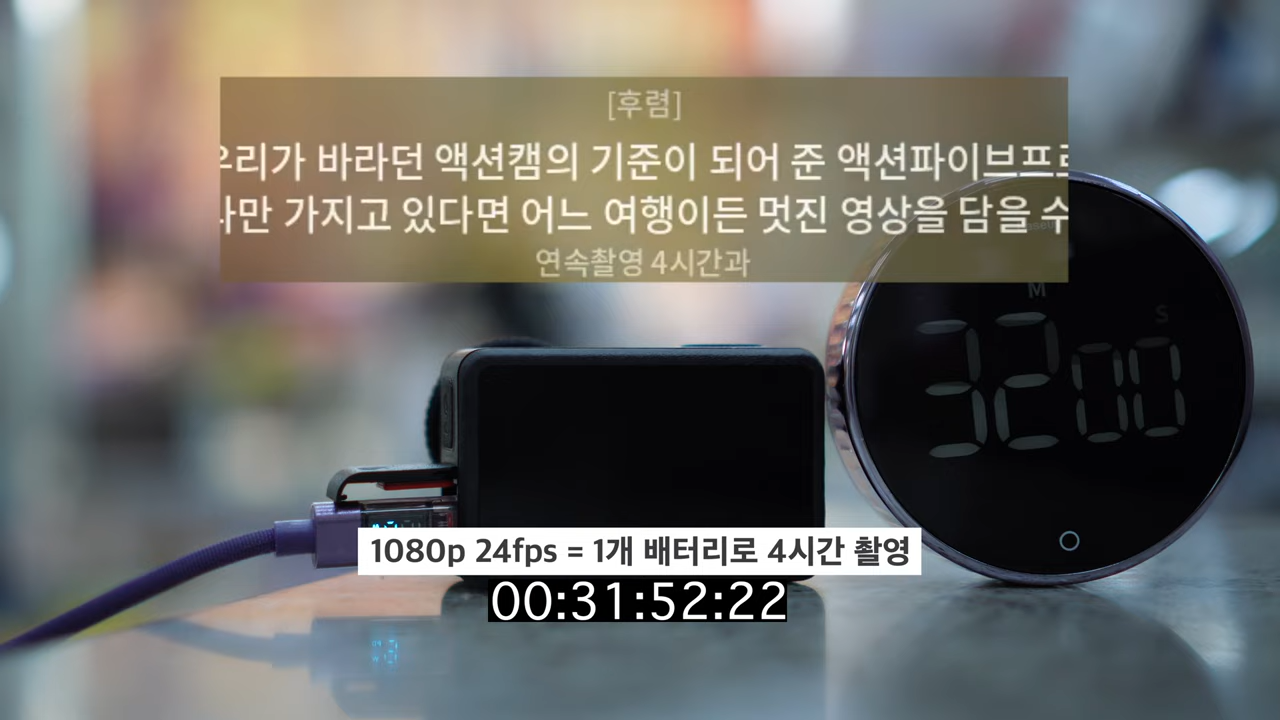 [후렴]
우리가 바라던 액션캠의 기준이 되어 준 액션파이브프로
나만 가지고 있다면 어느 여행이든 멋진 영상을 담을 수
연속촬영 4시간과
M
S
32 00
1080p 24fps = 1개 배터리로 4시간 촬영
00:31:52:22